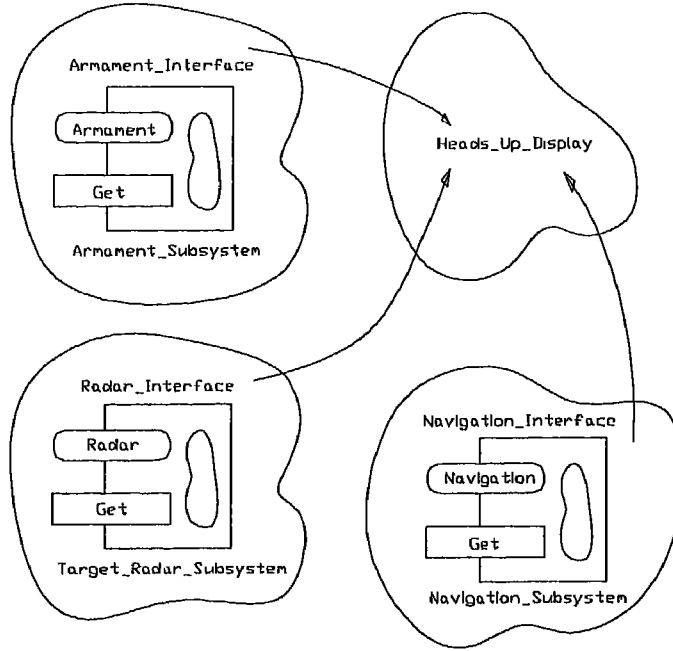 Armament_Interface
Armament
Get
Armament_Subsystem
Heads_Up_Display
Radar_Interface
Radar
Get
Target_Radar_Subsystem
Navigation_Interface
Navigation
Get
Navigation_Subsystem